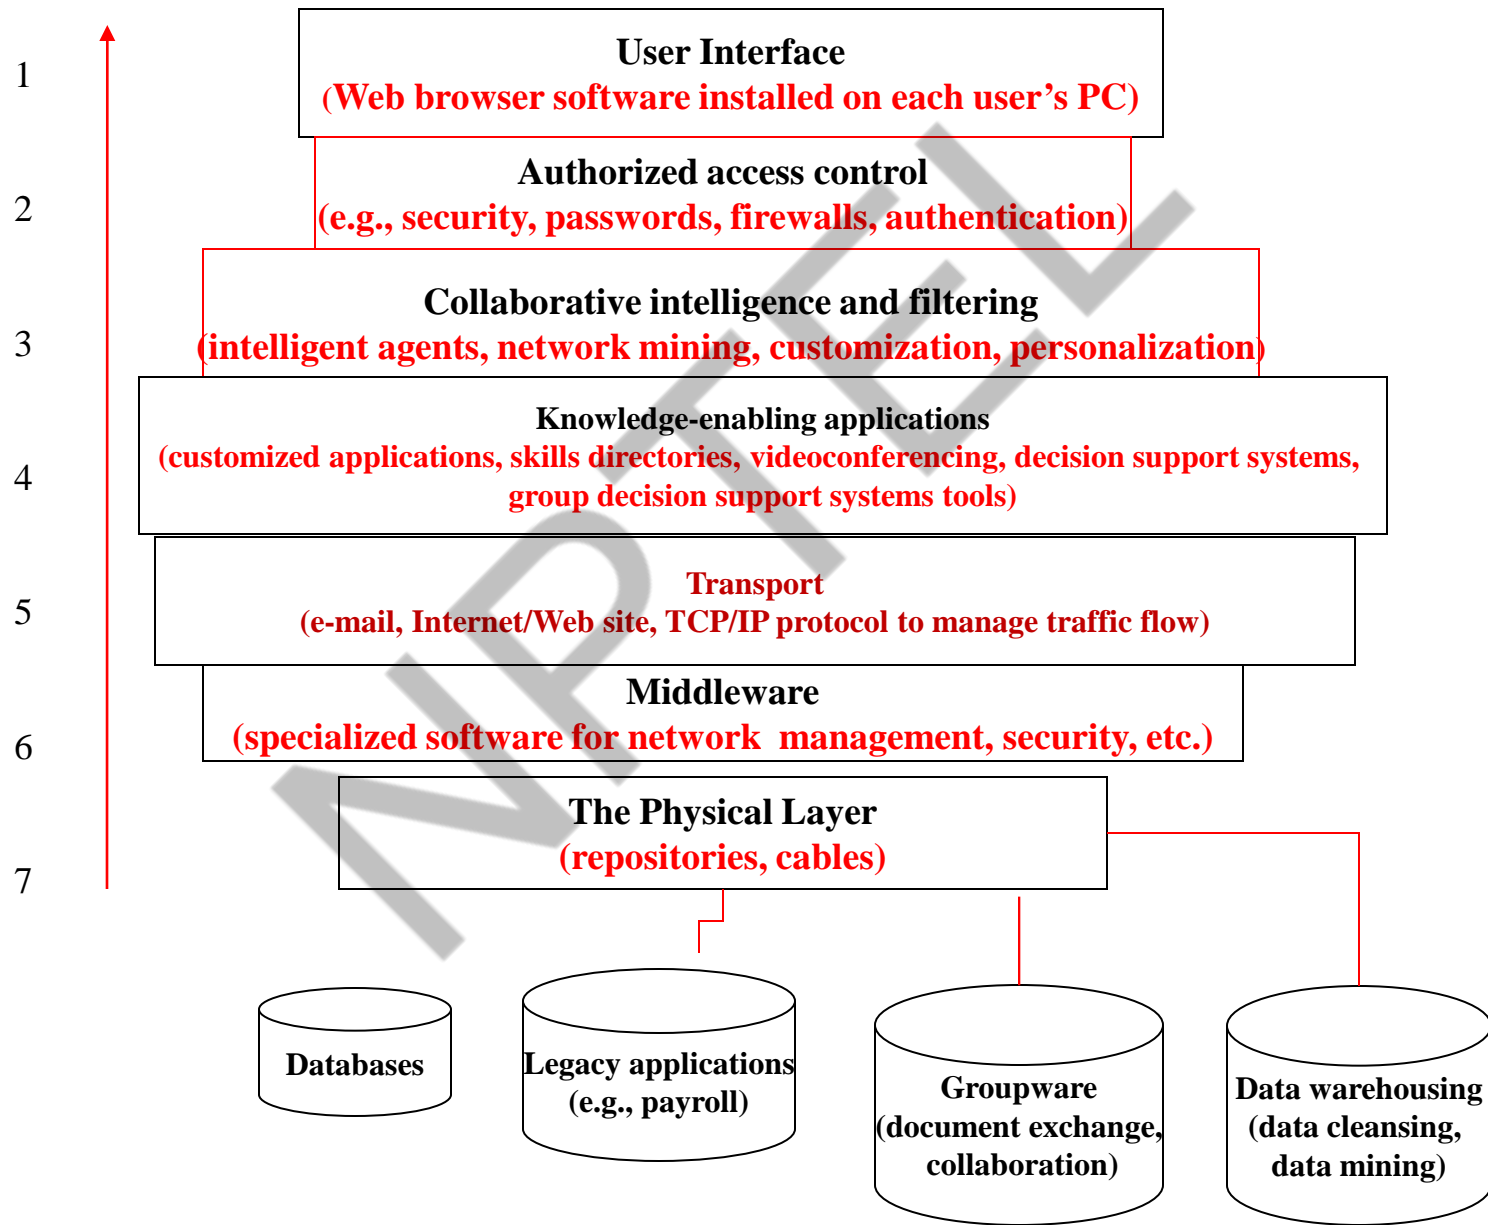 1
User Interface
(Web browser software installed on each user’s PC)
2
Authorized access control
(e.g., security, passwords, firewalls, authentication)
3
Collaborative intelligence and filtering
(intelligent agents, network mining, customization, personalization)
4
Knowledge-enabling applications
(customized applications, skills directories, videoconferencing, decision support systems,
group decision support systems tools)
5
Transport
(e-mail, Internet/Web site, TCP/IP protocol to manage traffic flow)
6
Middleware
(specialized software for network  management, security, etc.)
7
The Physical Layer
(repositories, cables)
Databases
Legacy applications
(e.g., payroll)
Groupware
(document exchange,
collaboration)
Data warehousing
(data cleansing,
data mining)
NPTEL